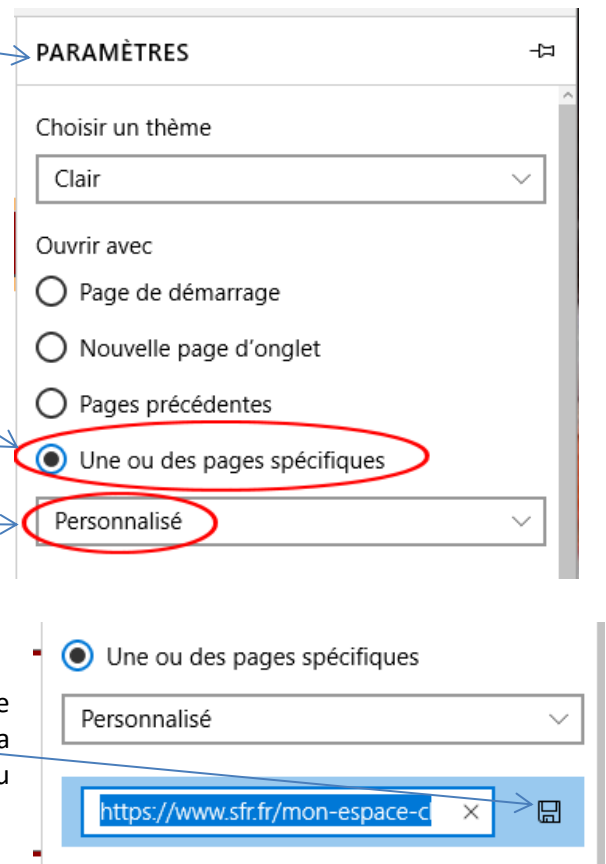 PARAMÈTRES
Choisir un thème
Clair
Ouvrir avec
Page de démarrage
Nouvelle page d'onglet
Pages précédentes
Une ou des pages spécifiques
Personnalisé
Une ou des pages spécifiques
e
Personnalisé
a
u
https://www.sfr.fr/mon-espace-cl